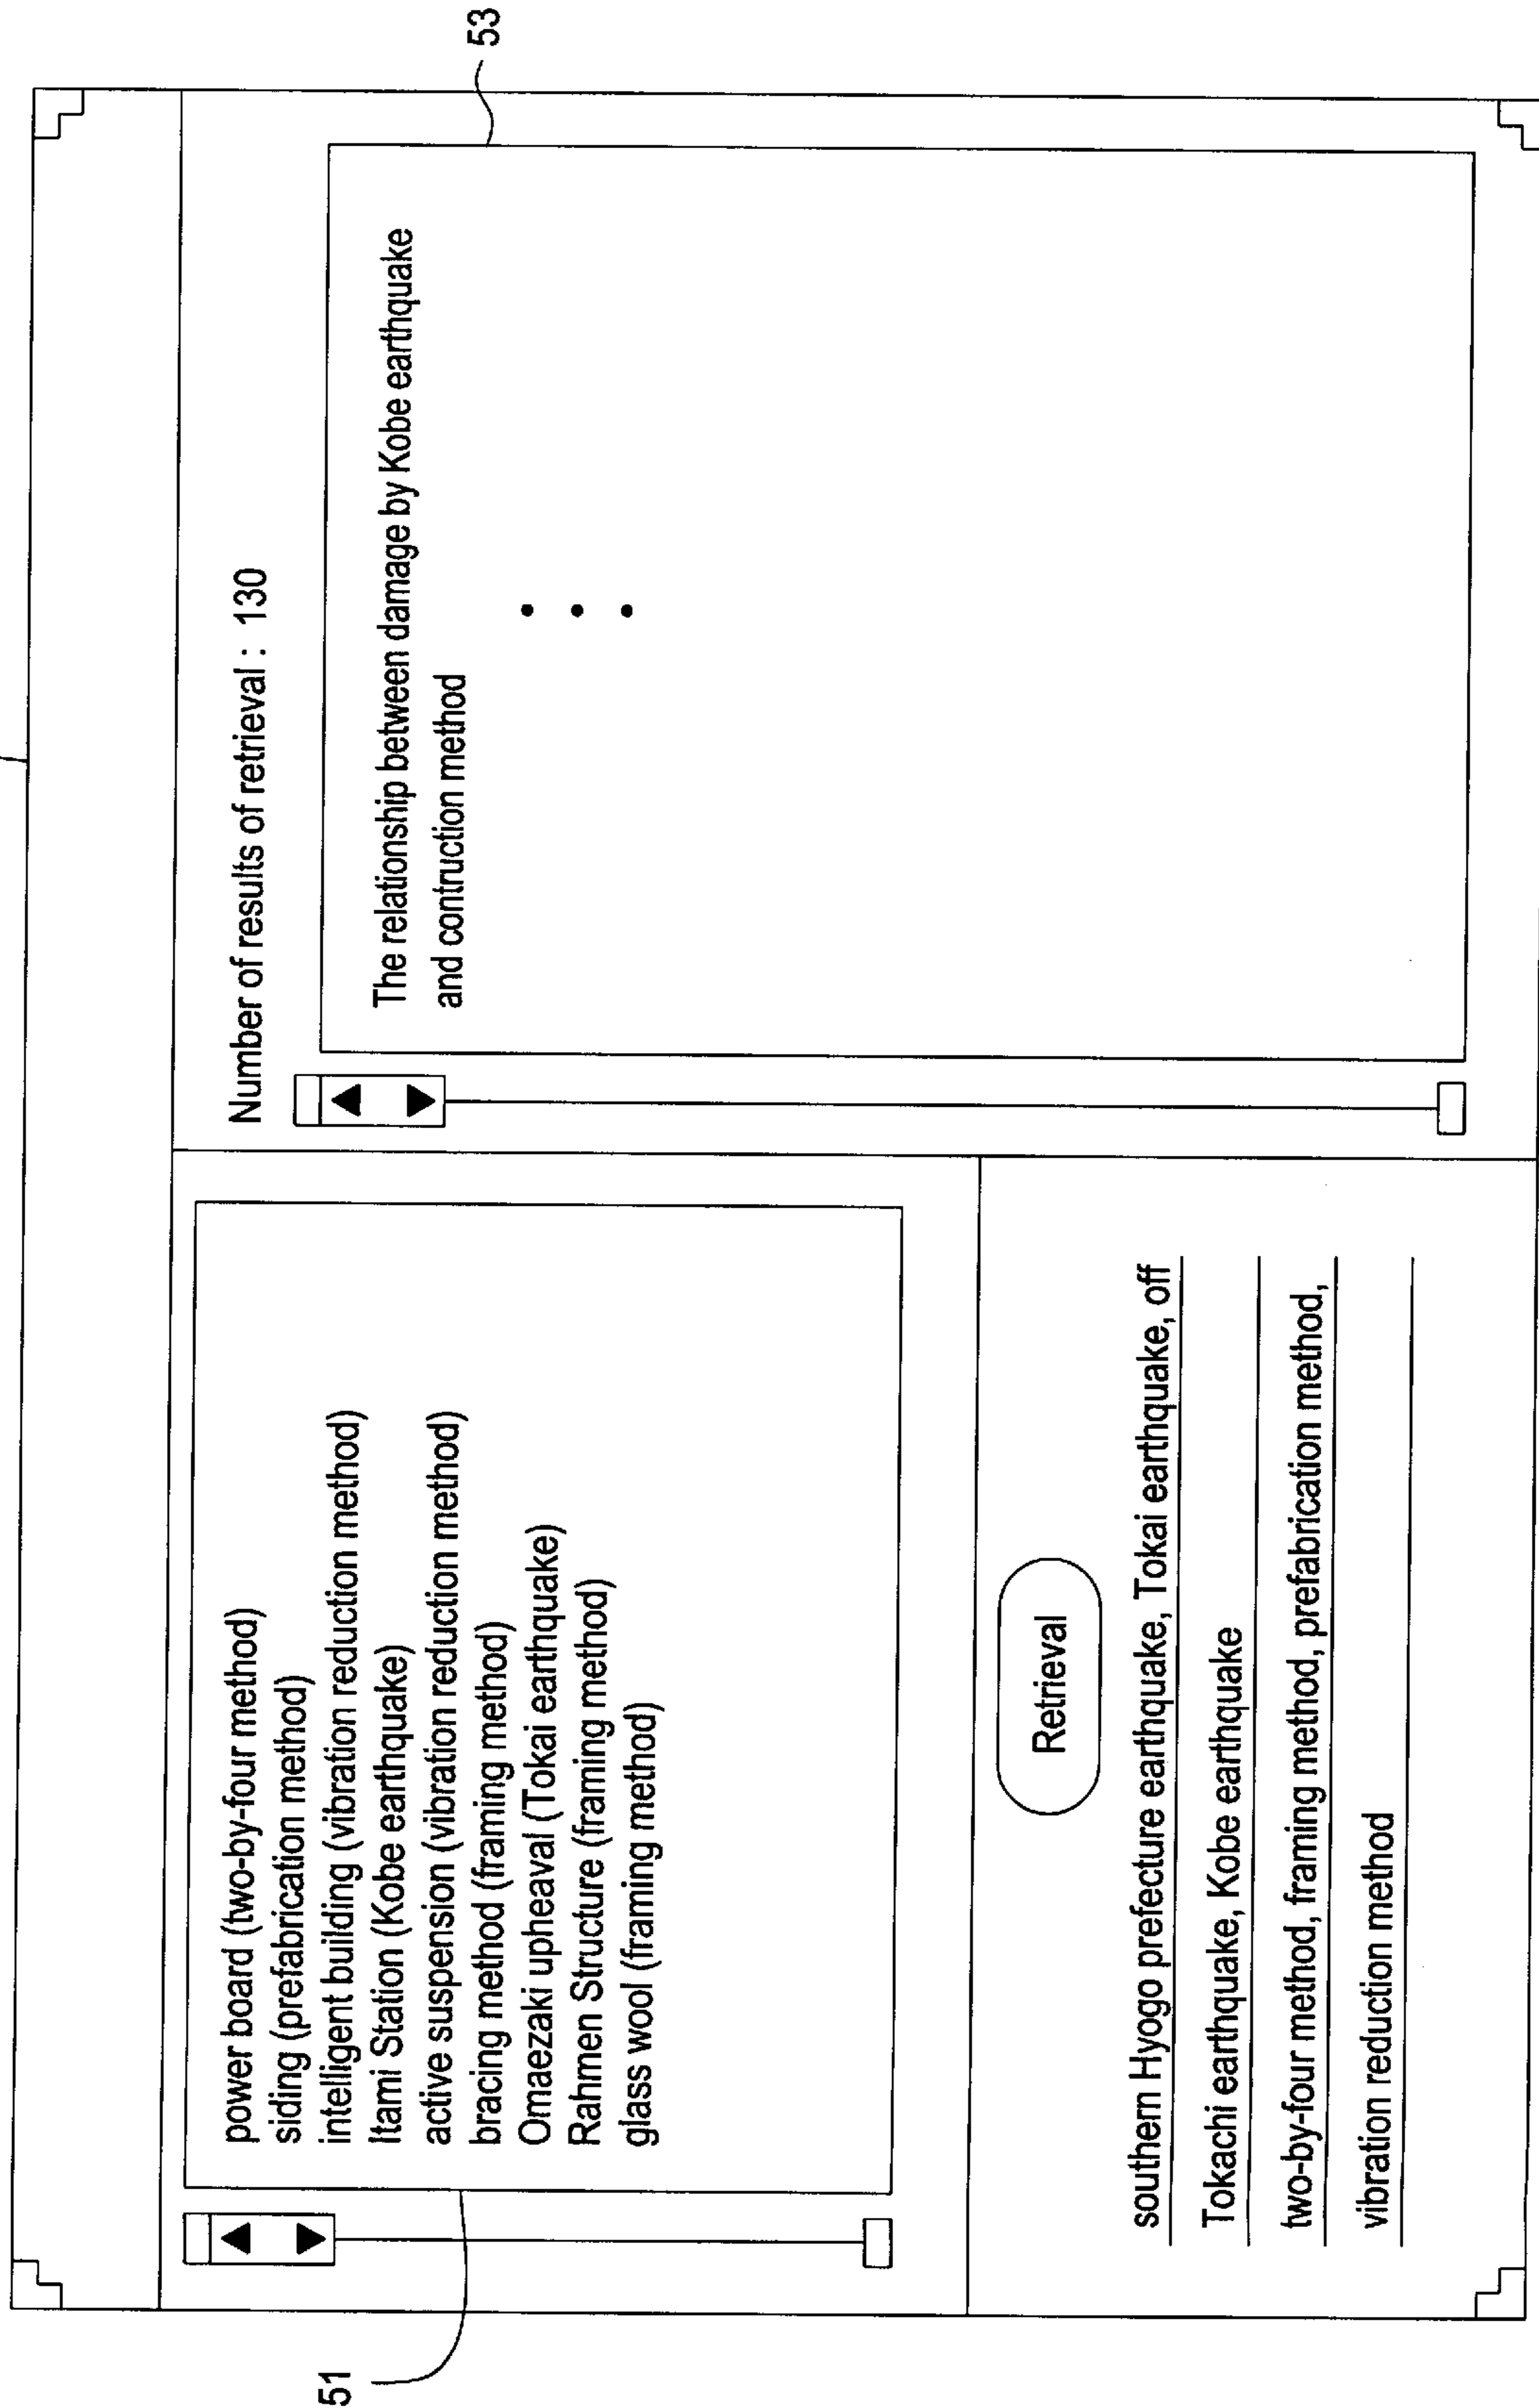 53
Number of results of retrieval : 130
The relationship between damage by Kobe earthquake
and contruction method
51
power board (two-by-four method)
siding (prefabrication method)
intelligent building (vibration reduction method)
Itami Station (Kobe earthquake)
active suspension (vibration reduction method)
bracing method (framing method)
Omaezaki upheaval (Tokai earthquake)
Rahmen Structure (framing method)
glass wool (framing method)
Retrieval
southern Hyogo prefecture earthquake, Tokai earthquake, off
Tokachi earthquake, Kobe earthquake
two-by-four method, framing method, prefabrication method,
vibration reduction method